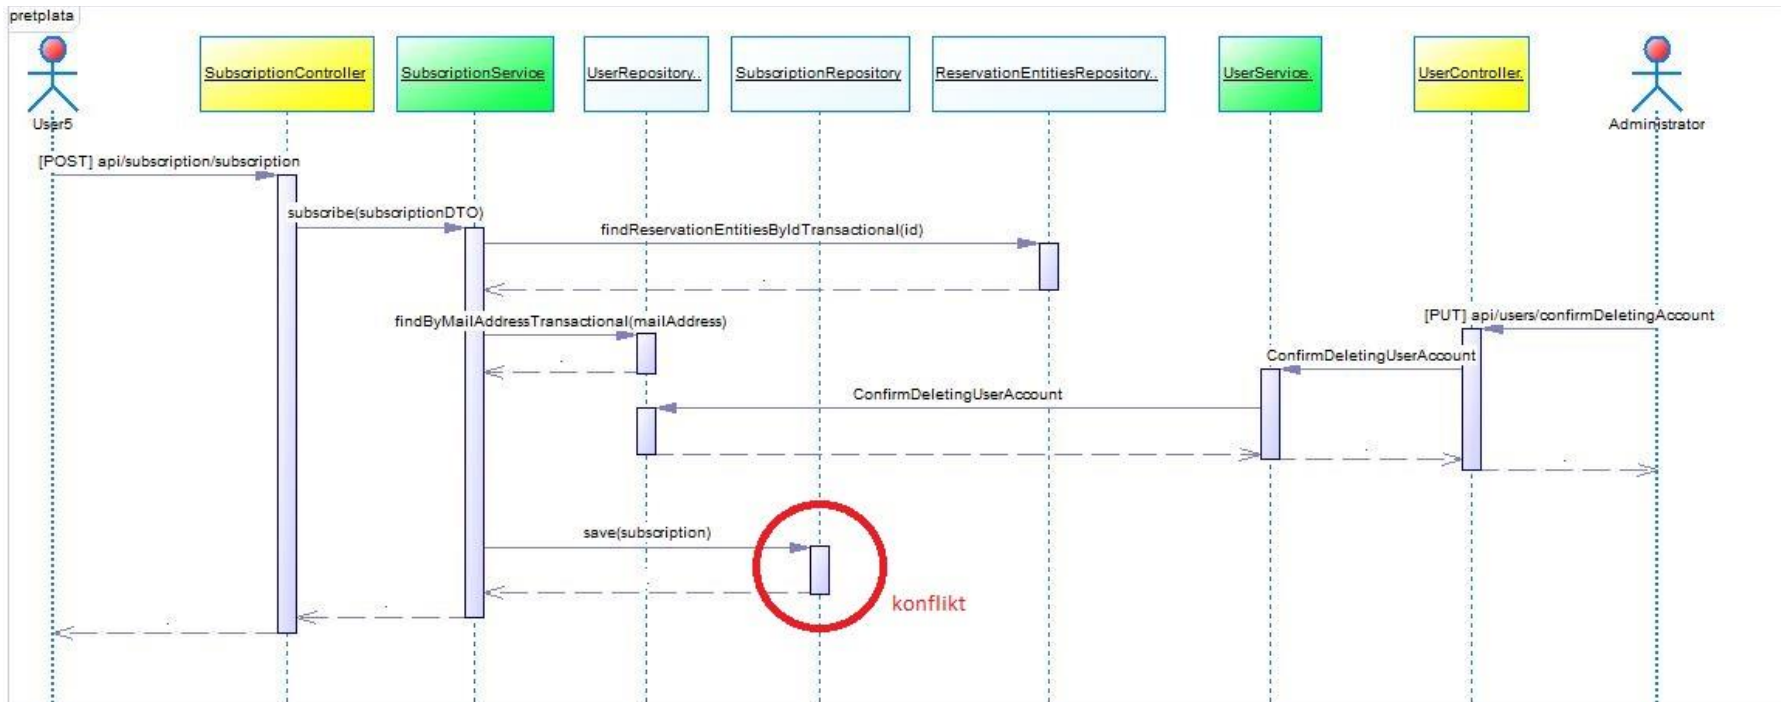 pretplata
SubscriptionController
SubscriptionService
UserRepository..
SubscriptionRepository
ReservationEntitiesRepository..
UserService.
UserController.
User5
Administrator
[POST] api/subscription/subscription
subscribe(subscriptionDTO)
findReservationEntitiesByIdTransactional(id)
findByMailAddressTransactional(mailAddress)
[PUT] api/users/confirmDeletingAccount
ConfirmDeletingUserAccount
ConfirmDeletingUserAccount
save(subscription)
konflikt